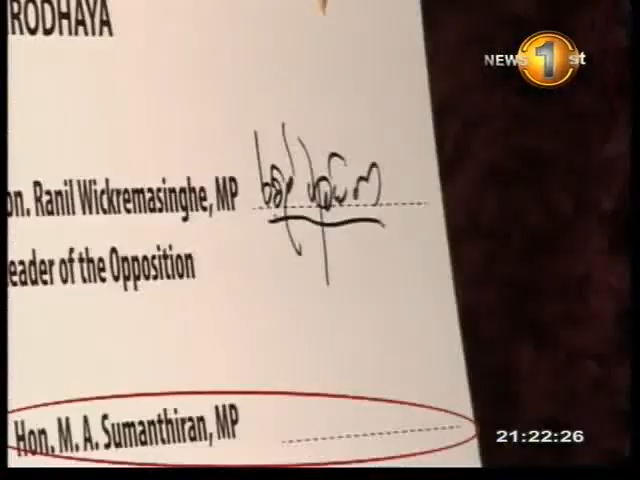 RODHAYA
NEWS 1st
on. Ranil Wickremasinghe, MP
eader of the Opposition
Hon. M. A. Sumanthiran, MP
21:22:26